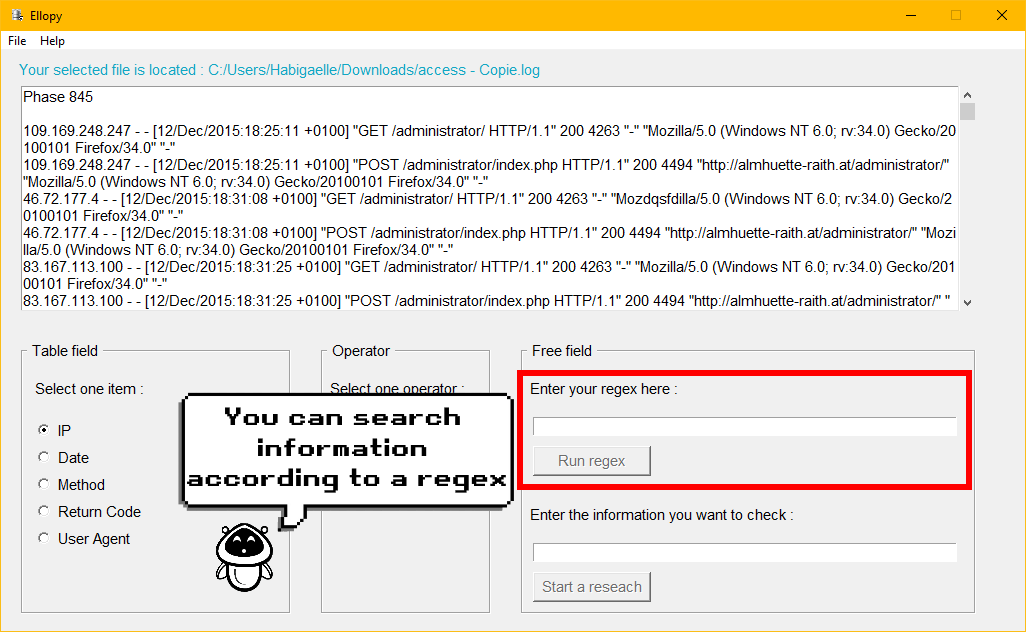 Ellopy
File Help
Your selected file is located : C:/Users/Habigaelle/Downloads/access - Copie.log
Phase 845
109.169.248.247 - - [12/Dec/2015:18:25:11 +0100] "GET /administrator/ HTTP/1.1" 200 4263 "-" "Mozilla/5.0 (Windows NT 6.0; rv:34.0) Gecko/20
100101 Firefox/34.0" "-"
109.169.248.247 - - [12/Dec/2015:18:25:11 +0100] "POST /administrator/index.php HTTP/1.1" 200 4494 "http://almhuette-raith.at/administrator/"
"Mozilla/5.0 (Windows NT 6.0; rv:34.0) Gecko/20100101 Firefox/34.0" "-"
46.72.177.4 - - [12/Dec/2015:18:31:08 +0100] "GET /administrator/ HTTP/1.1" 200 4263 "-" "Mozdqsfdilla/5.0 (Windows NT 6.0; rv:34.0) Gecko/2
0100101 Firefox/34.0" "-"
46.72.177.4 - - [12/Dec/2015:18:31:08 +0100] "POST /administrator/index.php HTTP/1.1" 200 4494 "http://almhuette-raith.at/administrator/" "Mozi
lla/5.0 (Windows NT 6.0; rv:34.0) Gecko/20100101 Firefox/34.0" "-"
83.167.113.100 - - [12/Dec/2015:18:31:25 +0100] "GET /administrator/ HTTP/1.1" 200 4263 "-" "Mozilla/5.0 (Windows NT 6.0; rv:34.0) Gecko/201
00101 Firefox/34.0" "-"
83.167.113.100 - - [12/Dec/2015:18:31:25 +0100] "POST /administrator/index.php HTTP/1.1" 200 4494 "http://almhuette-raith.at/administrator/" "
Table field
Select one item :
IP
Date
Method
Return Code
User Agent
Operator
Select one operator :
You can search
information
according to a regex
Free field
Enter your regex here :
Run regex
Enter the information you want to check :
Start a reseach